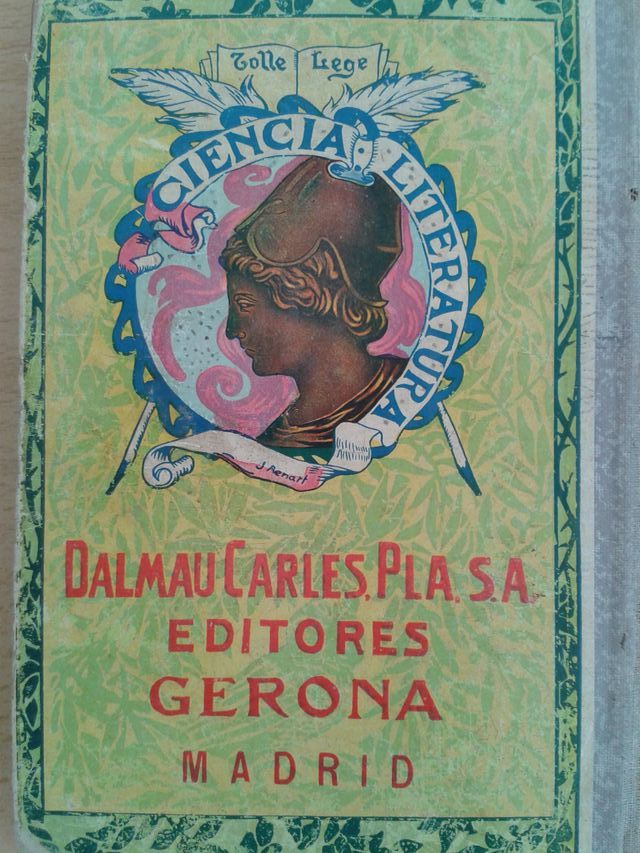 Tolle Lege
CIENCIA LITERATURA
J Renart
DALMAU CARLES, PLA. S.A.
EDITORES
GERONA
MADRID